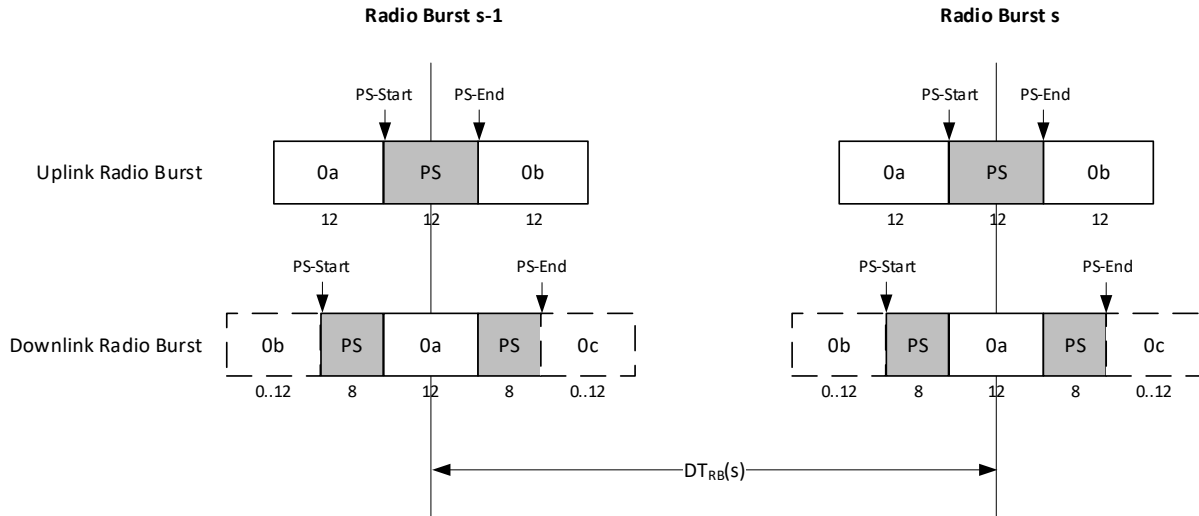 Radio Burst s-1 Radio Burst s
PS-Start PS-End PS-Start PS-End
Uplink Radio Burst 0a PS 0b 0a PS 0b
12 12 12 12 12 12
PS-Start PS-End PS-Start PS-End
Downlink Radio Burst 0b PS 0a PS 0c 0b PS 0a PS 0c
0..12 8 12 8 0..12 0..12 8 12 8 0..12
DTRB(s)